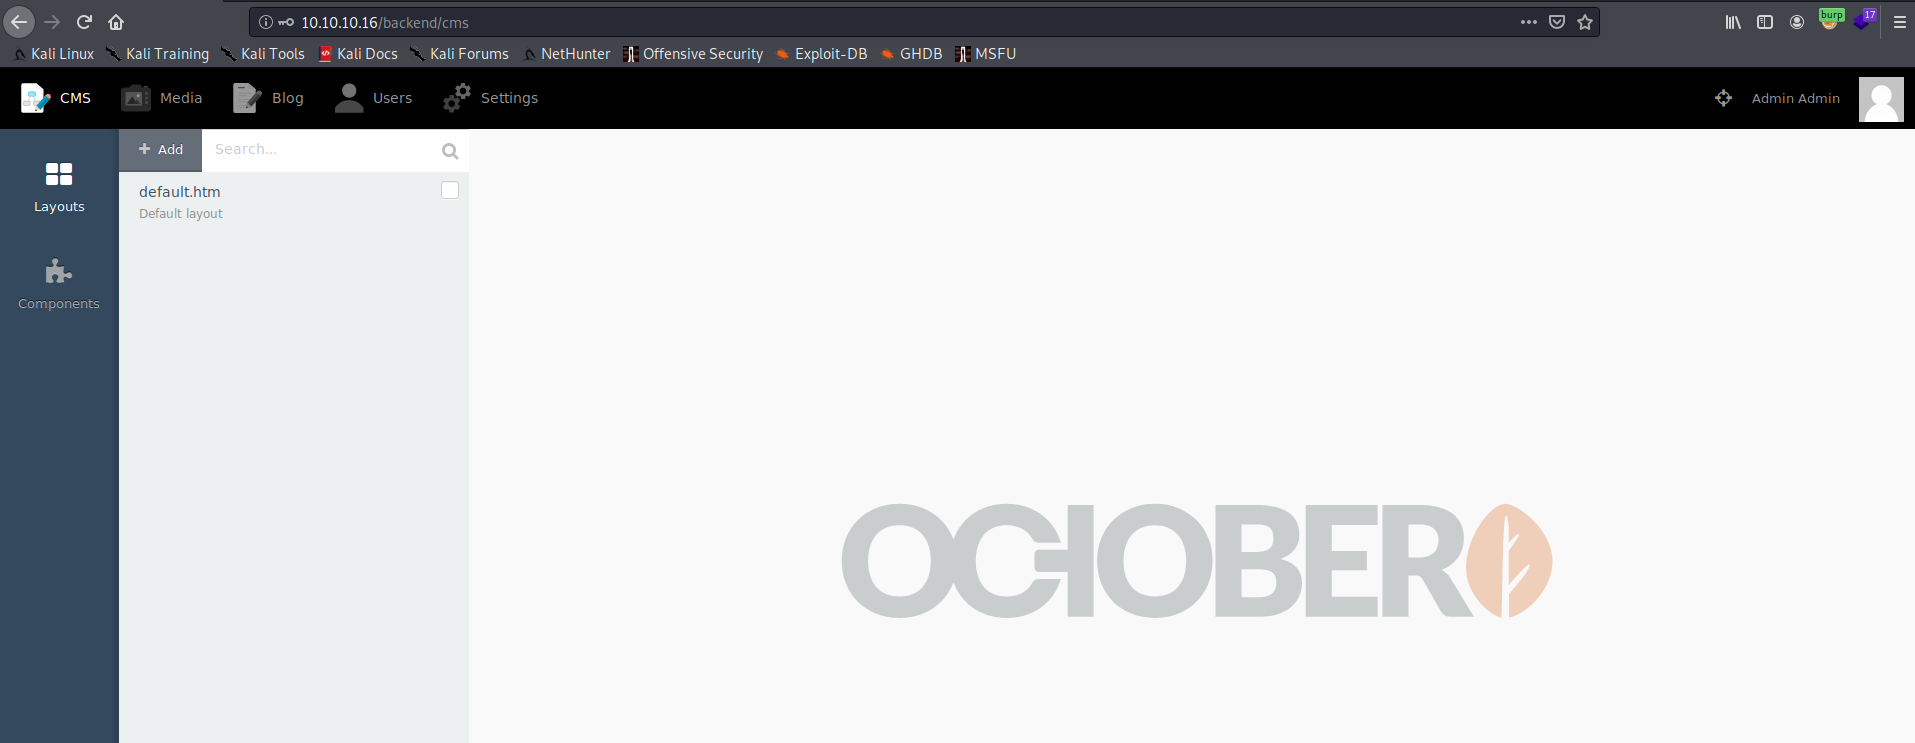 10.10.10.16/backend/cms
burp
17
Kali Linux Kali Training Kali Tools Kali Docs Kali Forums NetHunter Offensive Security Exploit-DB GHDB MSFU
CMS Media Blog Users Settings Admin Admin
+ Add Search...
default.htm
Default layout
Layouts
Components
OCTOBER